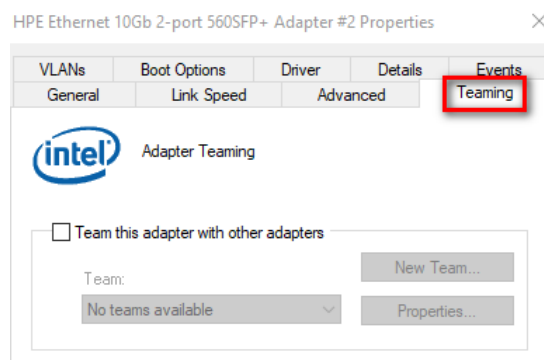 HPE Ethernet 10Gb 2-port 560SFP+ Adapter #2 Properties
VLANs Boot Options Driver Details Events
General Link Speed Advanced Teaming
intel Adapter Teaming
Team this adapter with other adapters
New Team...
Team:
No teams available Properties...